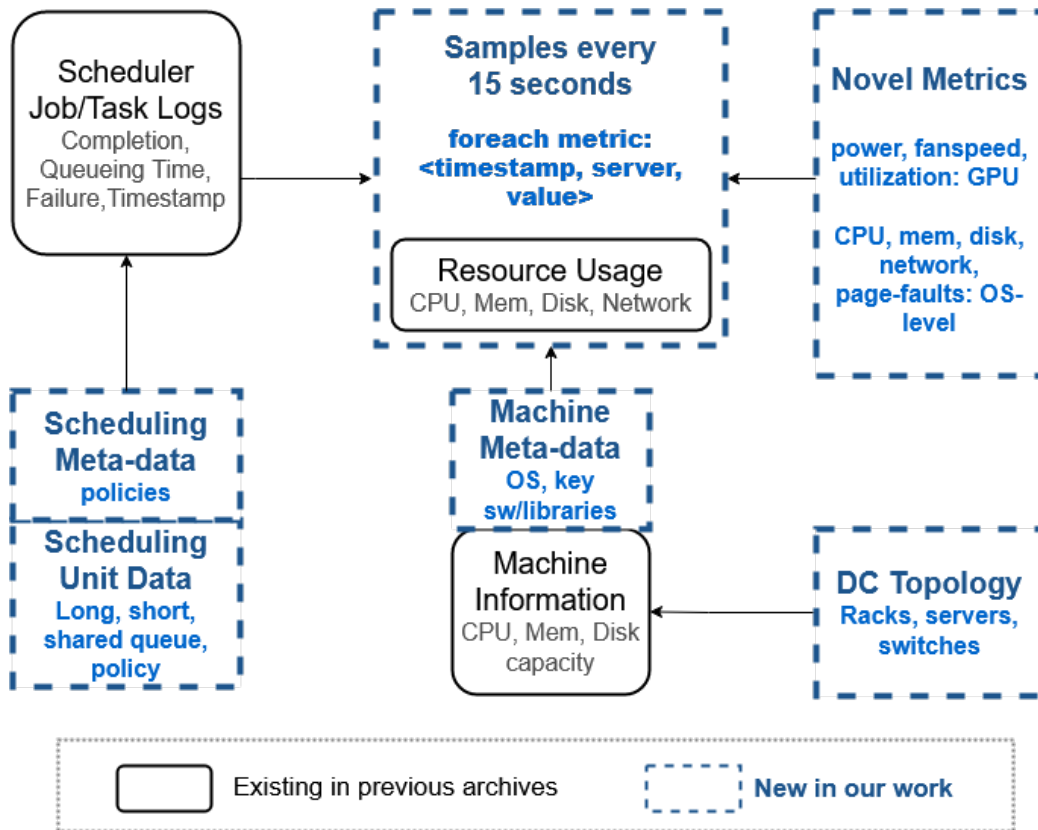 Scheduler
Job/Task Logs
Completion,
Queueing Time,
Failure,Timestamp
Samples every
15 seconds
foreach metric:
<timestamp, server,
value>
Resource Usage
CPU, Mem, Disk, Network
Novel Metrics
power, fanspeed,
utilization: GPU
CPU, mem, disk,
network,
page-faults: OS-
level
Scheduling
Meta-data
policies
Scheduling
Unit Data
Long, short,
shared queue,
policy
Machine
Meta-data
OS, key
sw/libraries
Machine
Information
CPU, Mem, Disk
capacity
DC Topology
Racks, servers,
switches
Existing in previous archives
New in our work